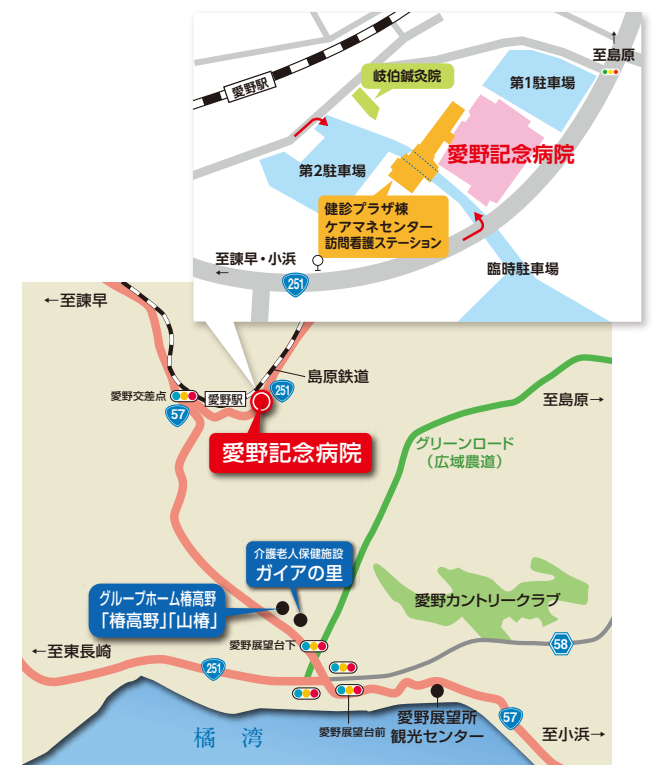 至島原
岐伯鍼灸院
第1駐車場
愛野駅
愛野記念病院
第2駐車場
健診プラザ棟
ケアマネセンター
訪問看護ステーション
至諫早・小浜
臨時駐車場
251
←至諫早
島原鉄道
251
愛野交差点
愛野駅
57
至島原→
愛野記念病院
グリーンロード
（広域農道）
介護老人保健施設
ガイアの里
グループホーム椿高野
「椿高野」「山椿」
愛野カントリークラブ
愛野展望台下
58
←至東長崎
251
愛野展望所
観光センター
57
愛野展望台前
橘 湾
至小浜→